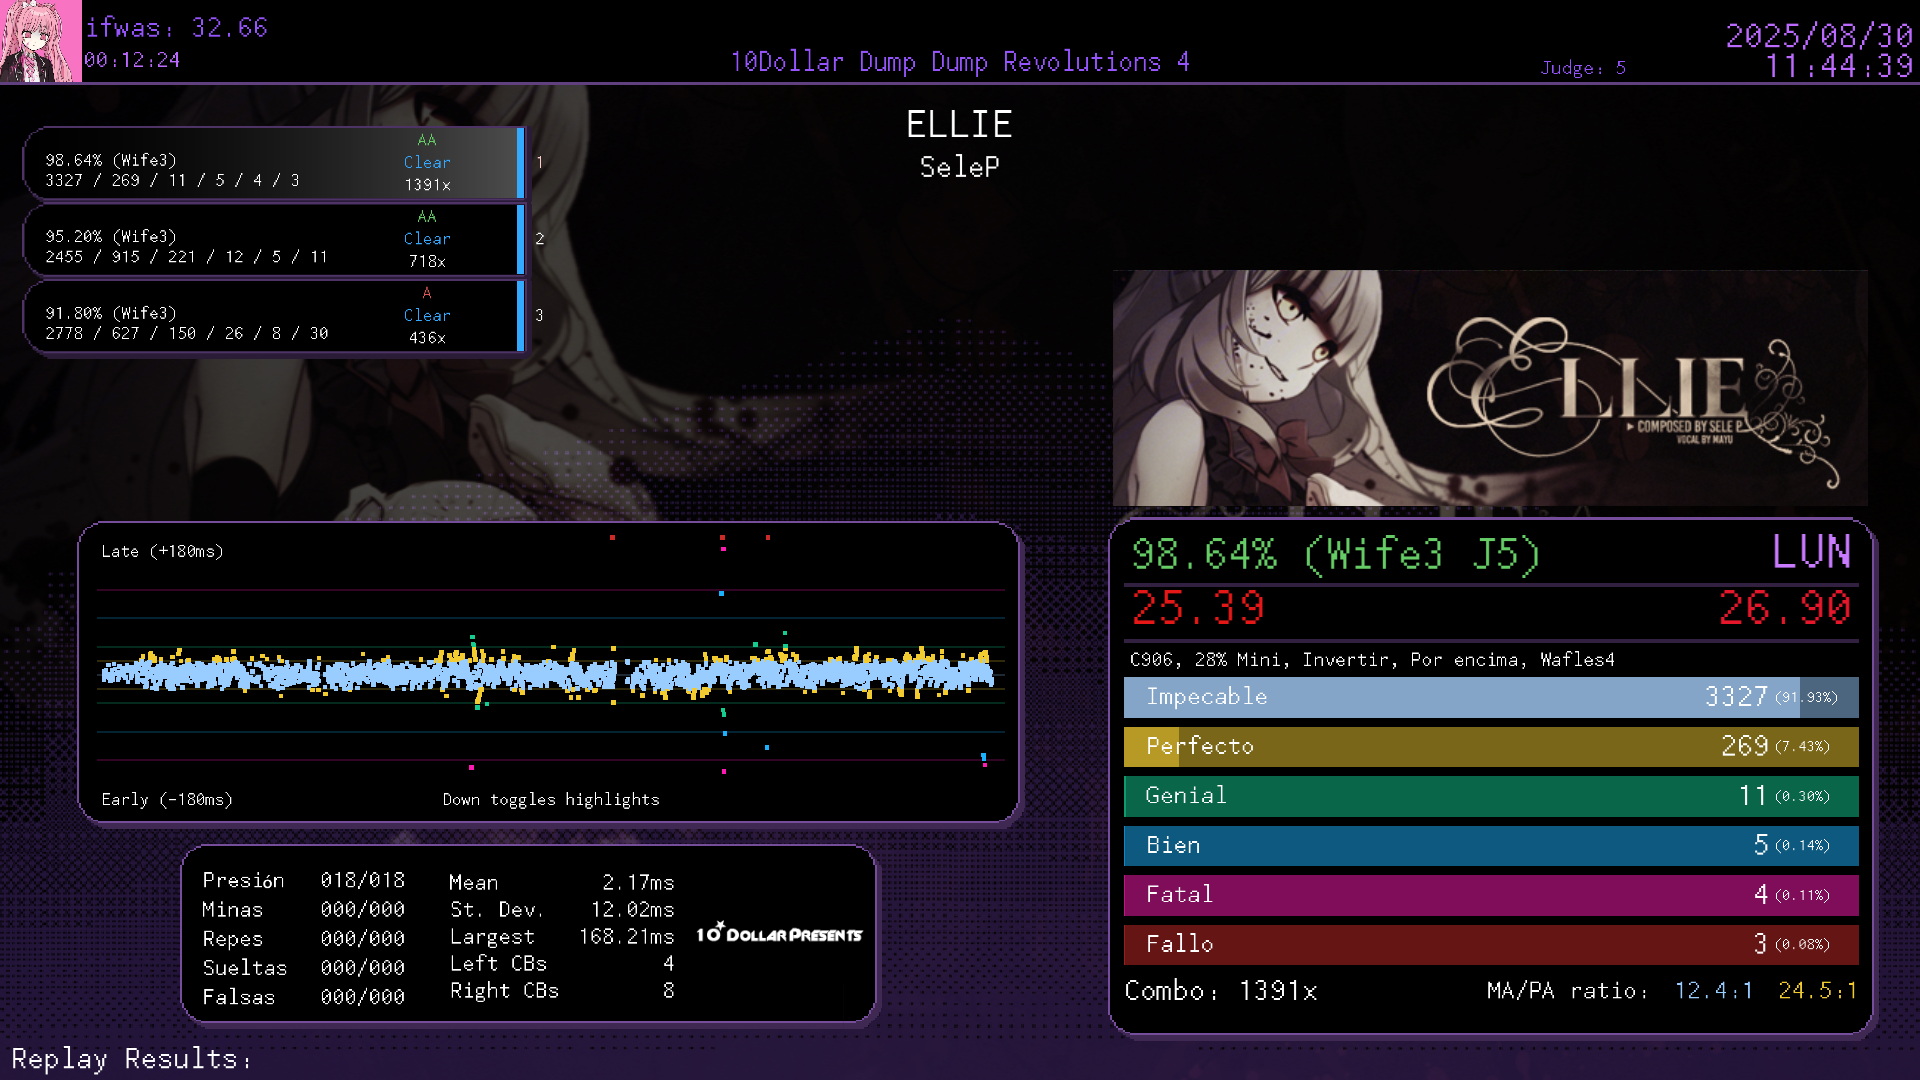 ifwas: 32.66
00:12:24
10Dollar Dump Dump Revolutions 4
Judge: 5
2025/08/30
11:44:39
ELLIE
SeleP
98.64% (Wife3)
3327 / 269 / 11 / 5 / 4 / 3
AA
Clear
1391x
1
95.20% (Wife3)
2455 / 915 / 221 / 12 / 5 / 11
AA
Clear
718x
2
91.80% (Wife3)
2778 / 627 / 150 / 26 / 8 / 30
A
Clear
436x
3
ELLIE
COMPOSED BY SELE P
VOCAL BY MAYU
Late (+180ms)
Early (-180ms)
Down toggles highlights
98.64% (Wife3 J5)
LUN
25.39
26.90
C906, 28% Mini, Invertir, Por encima, Wafles4
Impecable 3327 (91.93%)
Perfecto 269 (7.43%)
Genial 11 (0.30%)
Bien 5 (0.14%)
Fatal 4 (0.11%)
Fallo 3 (0.08%)
Combo: 1391x
MA/PA ratio: 12.4:1 24.5:1
Presión 018/018
Minas 000/000
Repes 000/000
Sueltas 000/000
Falsas 000/000
Mean 2.17ms
St. Dev. 12.02ms
Largest 168.21ms
Left CBs 4
Right CBs 8
10 DOLLAR PRESENTS
Replay Results: